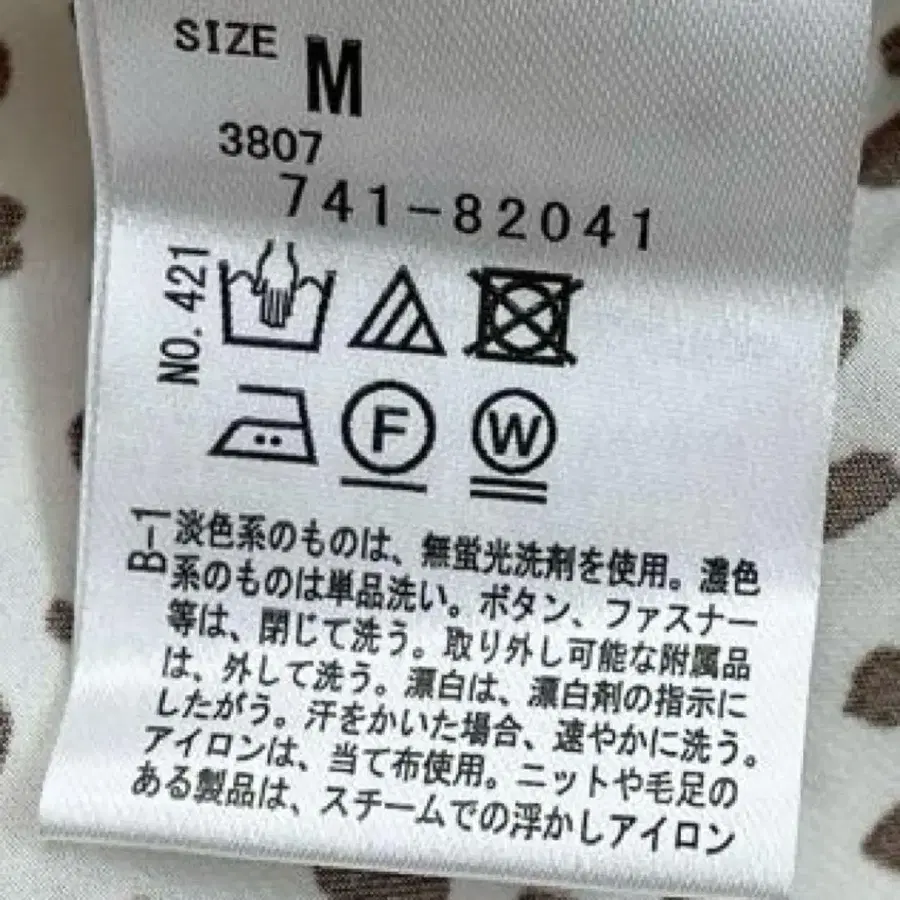 SIZE M
3807
741-82041
NO. 421
F W
B-1
淡色系のものは、無蛍光洗剤を使用。濃色
系のものは単品洗い。ボタン、ファスナー
等は、閉じて洗う。取り外し可能な附属品
は、外して洗う。漂白は、漂白剤の指示に
したがう。汗をかいた場合、速やかに洗う。
アイロンは、当て布使用。ニットや毛足の
ある製品は、スチームでの浮かしアイロン